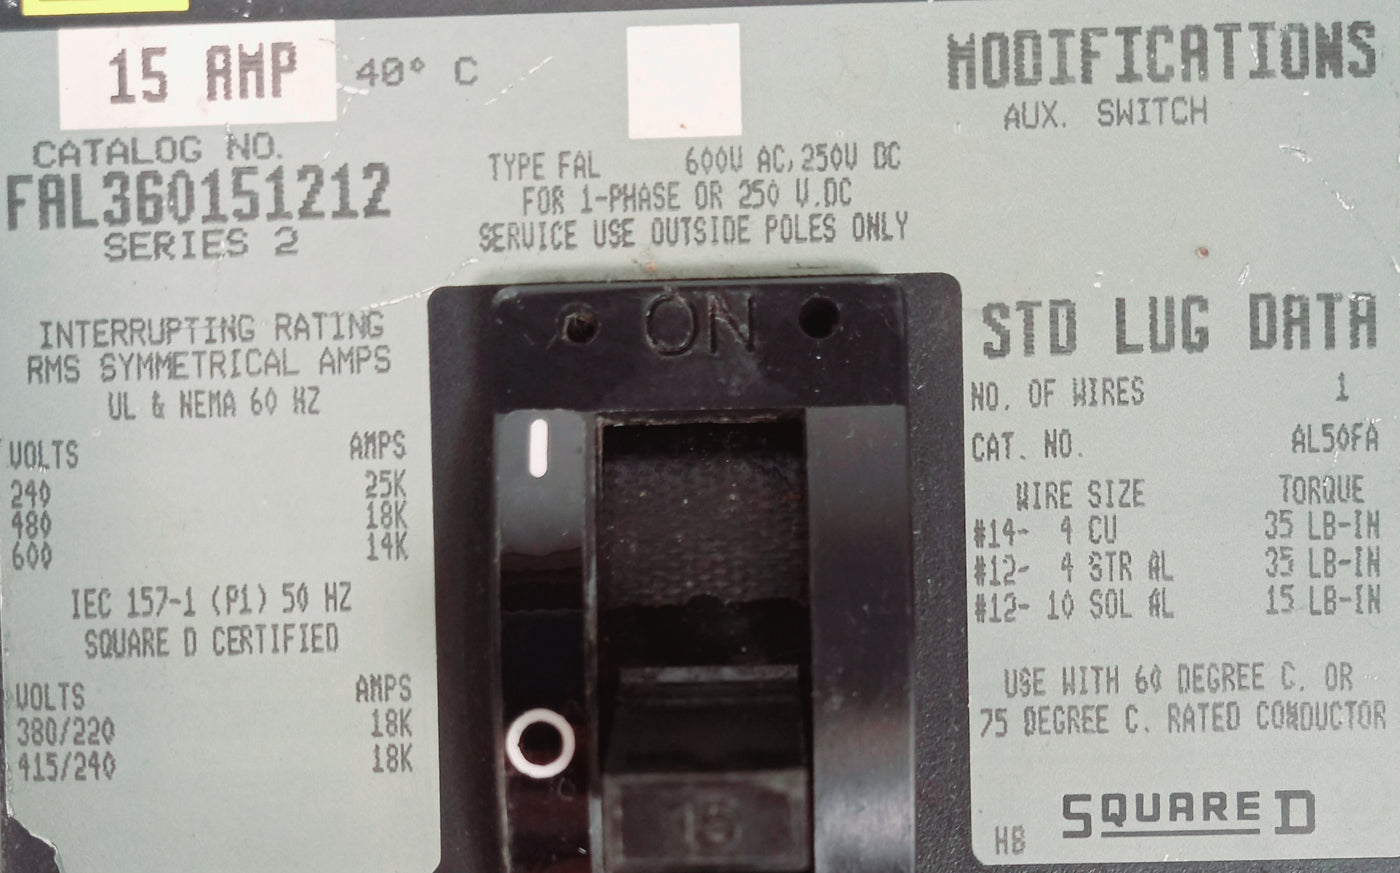 15 AMP 40° C
CATALOG NO.
FAL360151212
SERIES 2
INTERRUPTING RATING
RMS SYMMETRICAL AMPS
UL & NEMA 60 HZ
VOLTS AMPS
240 25K
480 18K
600 14K
IEC 157-1 (P1) 50 HZ
SQUARE D CERTIFIED
VOLTS AMPS
380/220 18K
415/240 18K
TYPE FAL 600V AC, 250V DC
FOR 1-PHASE OR 250 V.DC
SERVICE USE OUTSIDE POLES ONLY
ON
15
MODIFICATIONS
AUX. SWITCH
STD LUG DATA
NO. OF WIRES 1
CAT. NO. AL50FA
WIRE SIZE TORQUE
#14- 4 CU 35 LB-IN
#12- 4 STR AL 35 LB-IN
#12- 10 SOL AL 15 LB-IN
USE WITH 60 DEGREE C. OR
75 DEGREE C. RATED CONDUCTOR
SQUARE D
HB